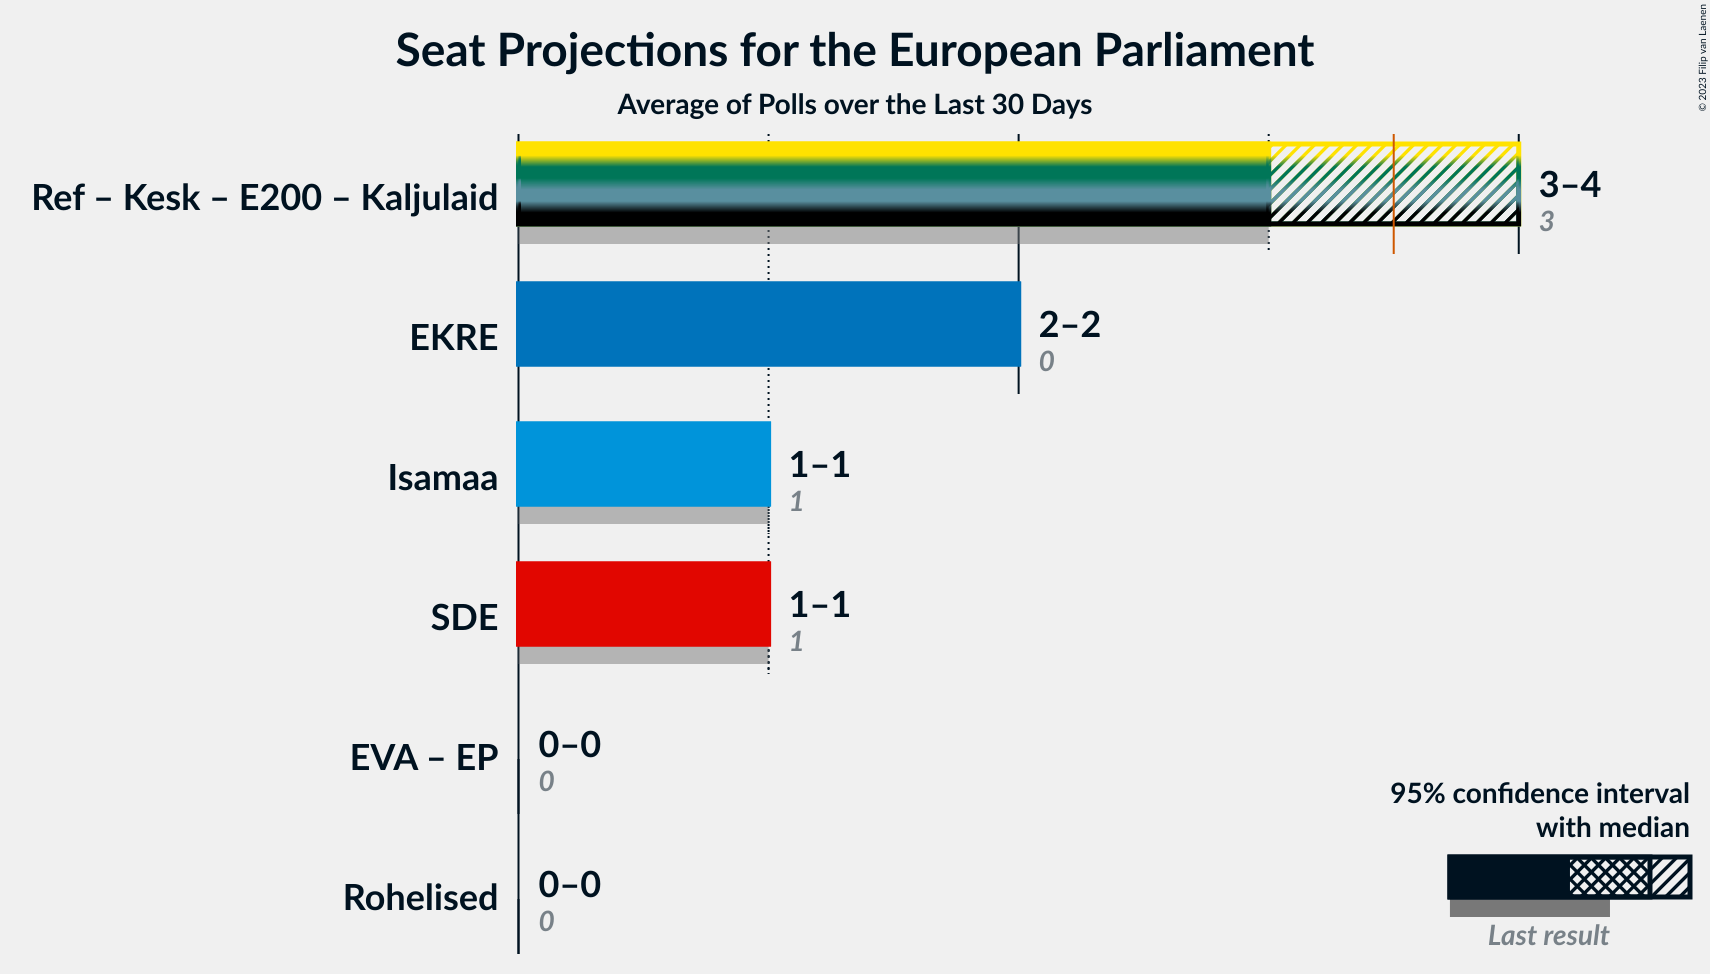 Seat Projections for the European Parliament
Average of Polls over the Last 30 Days
© 2023 Filip van Laenen
Ref – Kesk – E200 – Kaljulaid
3–4
3
EKRE
2–2
0
Isamaa
1–1
1
SDE
1–1
1
EVA – EP
0–0
0
Rohelised
0–0
0
95% confidence interval
with median
Last result